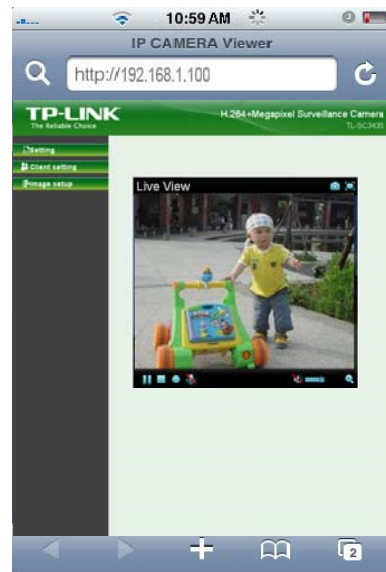 10:59 AM
IP CAMERA Viewer
http://192.168.1.100
TP-LINK
The Reliable Choice
H.264+Megapixel Surveillance Camera
TL-SC3430
Setting
Client setting
Image setup
Live View
2